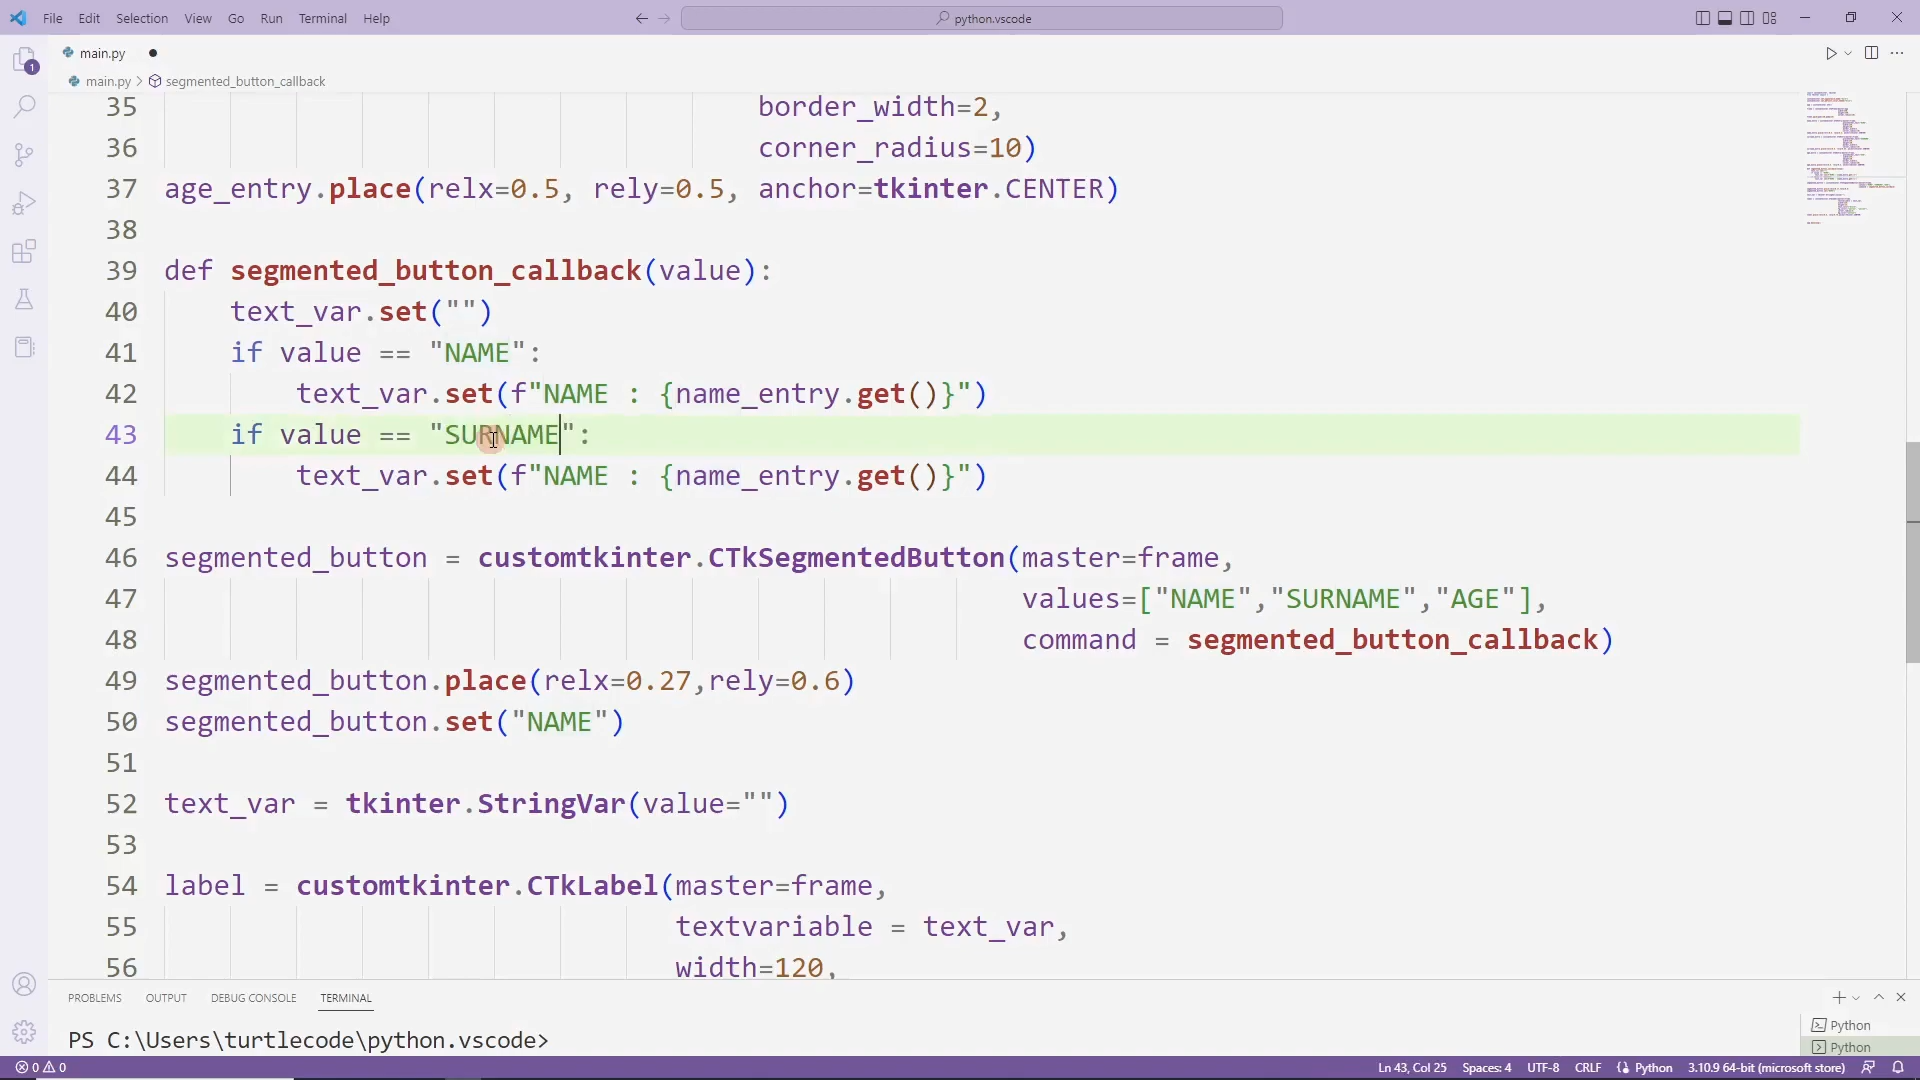 File Edit Selection View Go Run Terminal Help
python.vscode
main.py
main.py > segmented_button_callback
1
35 border_width=2,
36 corner_radius=10)
37 age_entry.place(relx=0.5, rely=0.5, anchor=tkinter.CENTER)
38
39 def segmented_button_callback(value):
40 text_var.set("")
41 if value == "NAME":
42 text_var.set(f"NAME : {name_entry.get()}")
43 if value == "SURNAME":
44 text_var.set(f"NAME : {name_entry.get()}")
45
46 segmented_button = customtkinter.CTkSegmentedButton(master=frame,
47 values=["NAME","SURNAME","AGE"],
48 command = segmented_button_callback)
49 segmented_button.place(relx=0.27,rely=0.6)
50 segmented_button.set("NAME")
51
52 text_var = tkinter.StringVar(value="")
53
54 label = customtkinter.CTkLabel(master=frame,
55 textvariable = text_var,
56 width=120,
PROBLEMS OUTPUT DEBUG CONSOLE TERMINAL
PS C:\Users\turtlecode\python.vscode>
Python
Python
0 0 Ln 43, Col 25 Spaces: 4 UTF-8 CRLF Python 3.10.9 64-bit (microsoft store)